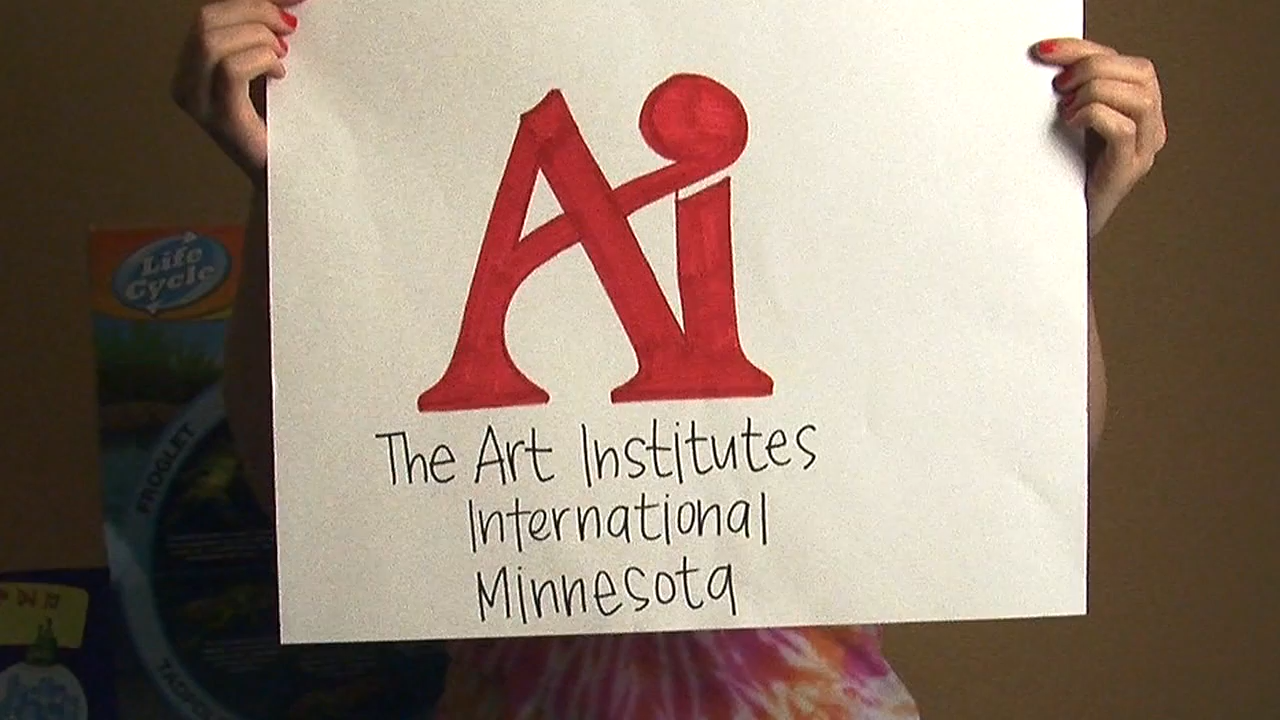 Ai
The Art Institutes
International
Minnesota
Life
Cycle
FROGLET